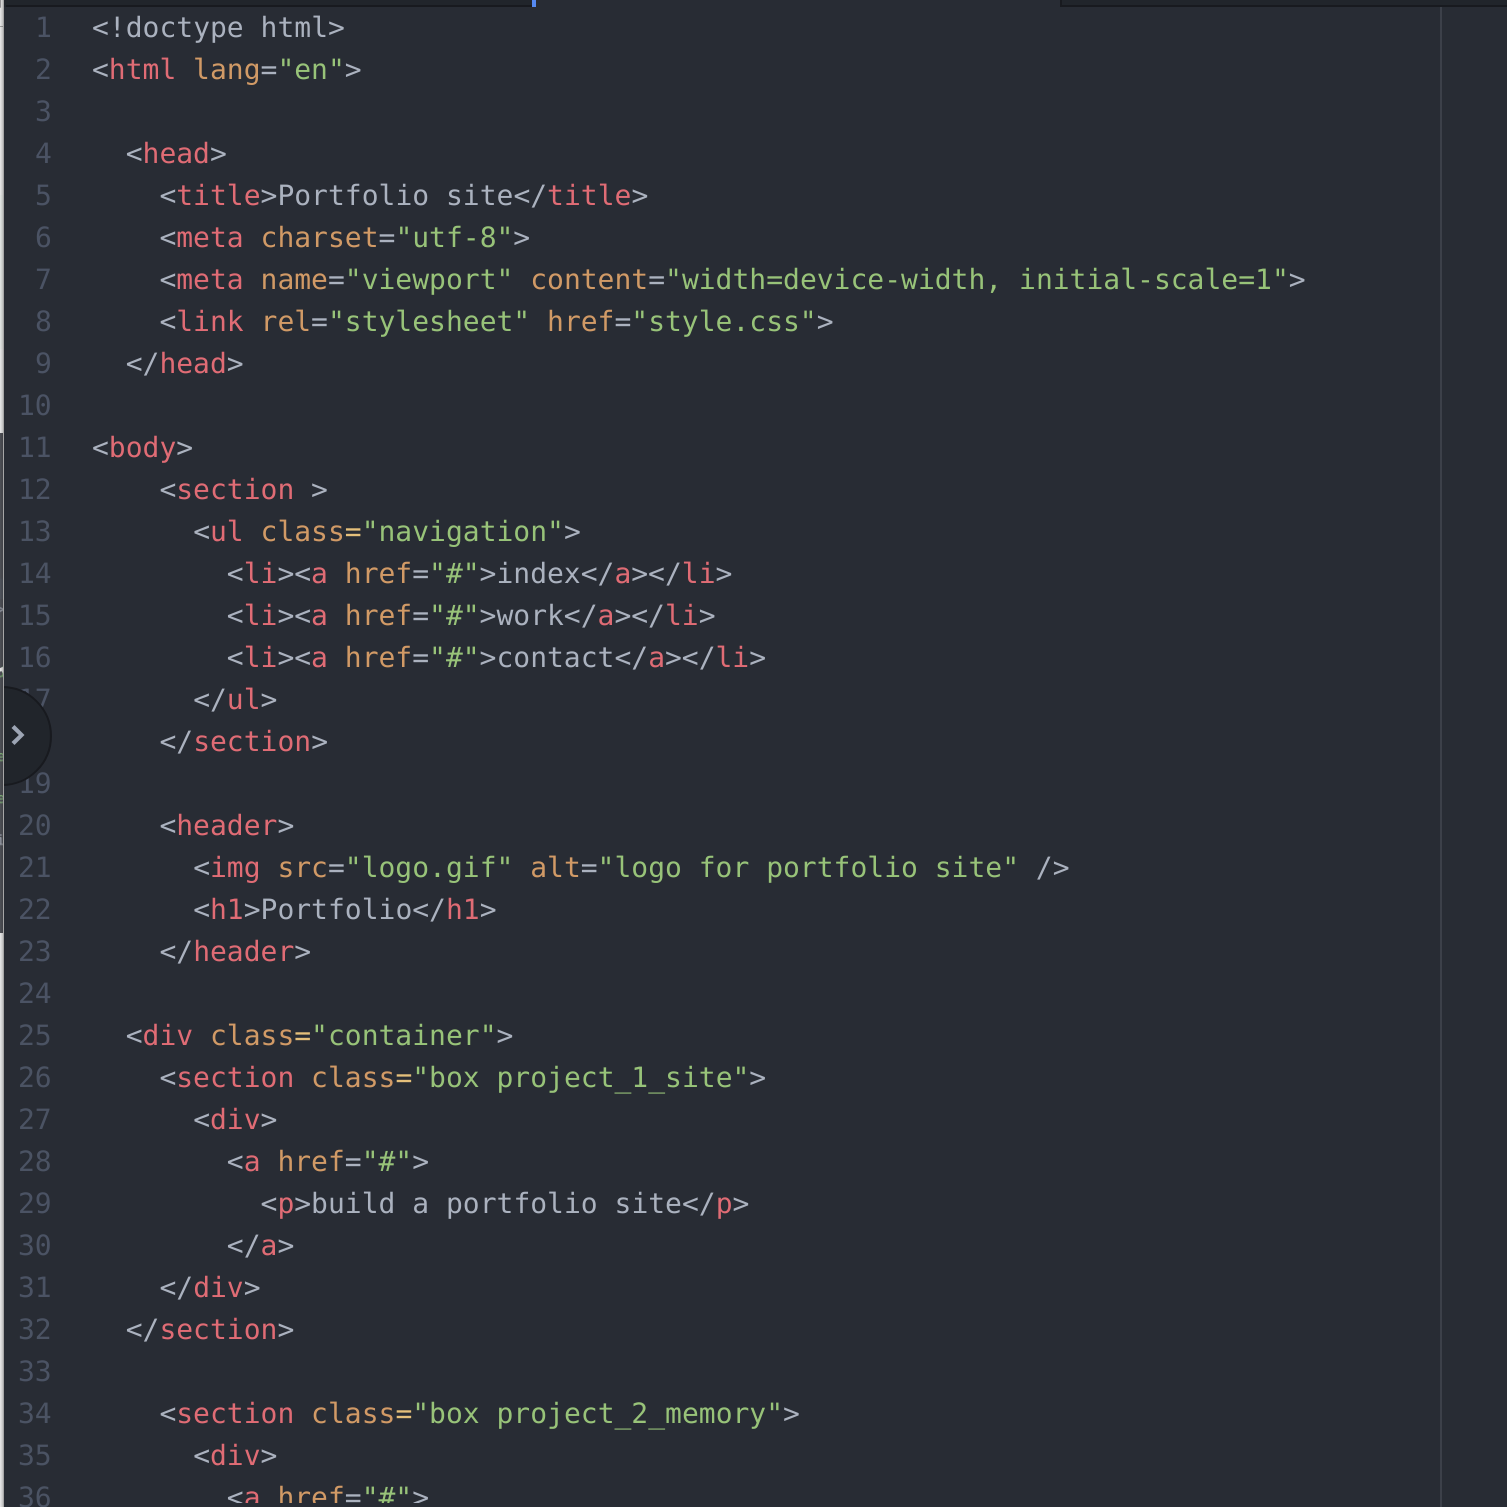 1 <!doctype html>
2 <html lang="en">
3
4 <head>
5 <title>Portfolio site</title>
6 <meta charset="utf-8">
7 <meta name="viewport" content="width=device-width, initial-scale=1">
8 <link rel="stylesheet" href="style.css">
9 </head>
10
11 <body>
12 <section >
13 <ul class="navigation">
14 <li><a href="#">index</a></li>
15 <li><a href="#">work</a></li>
16 <li><a href="#">contact</a></li>
</ul>
</section>
19
20 <header>
21 <img src="logo.gif" alt="logo for portfolio site" />
22 <h1>Portfolio</h1>
23 </header>
24
25 <div class="container">
26 <section class="box project_1_site">
27 <div>
28 <a href="#">
29 <p>build a portfolio site</p>
30 </a>
31 </div>
32 </section>
33
34 <section class="box project_2_memory">
35 <div>
36 <a href="#">